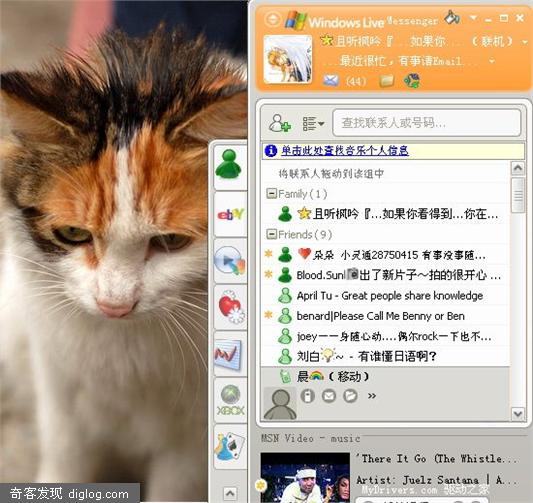 Windows Live Messenger
且听枫吟『...如果你... (联机)
...最近很忙，有事请Email...
(44)
查找联系人或号码...
单击此处查找音乐个人信息
将联系人拖动到该组中
Family (1)
且听枫吟『...如果你看得到...你在...
Friends (9)
朵朵 小灵通28750415 有事没事随...
Blood.Sun 出了新片子～拍的很开心 ...
April Tu - Great people share knowledge
benard|Please Call Me Benny or Ben
joey一一身随心动....偶尔rock一下也不...
刘白 ~ - 有谁懂日语啊?
晨 (移动)
ebY
XBOX
MSN Video - music
'There It Go (The Whistle...
Artist: Juelz Santana | A...
MyDrivers.com 驱动之家
奇客发现 diglog.com